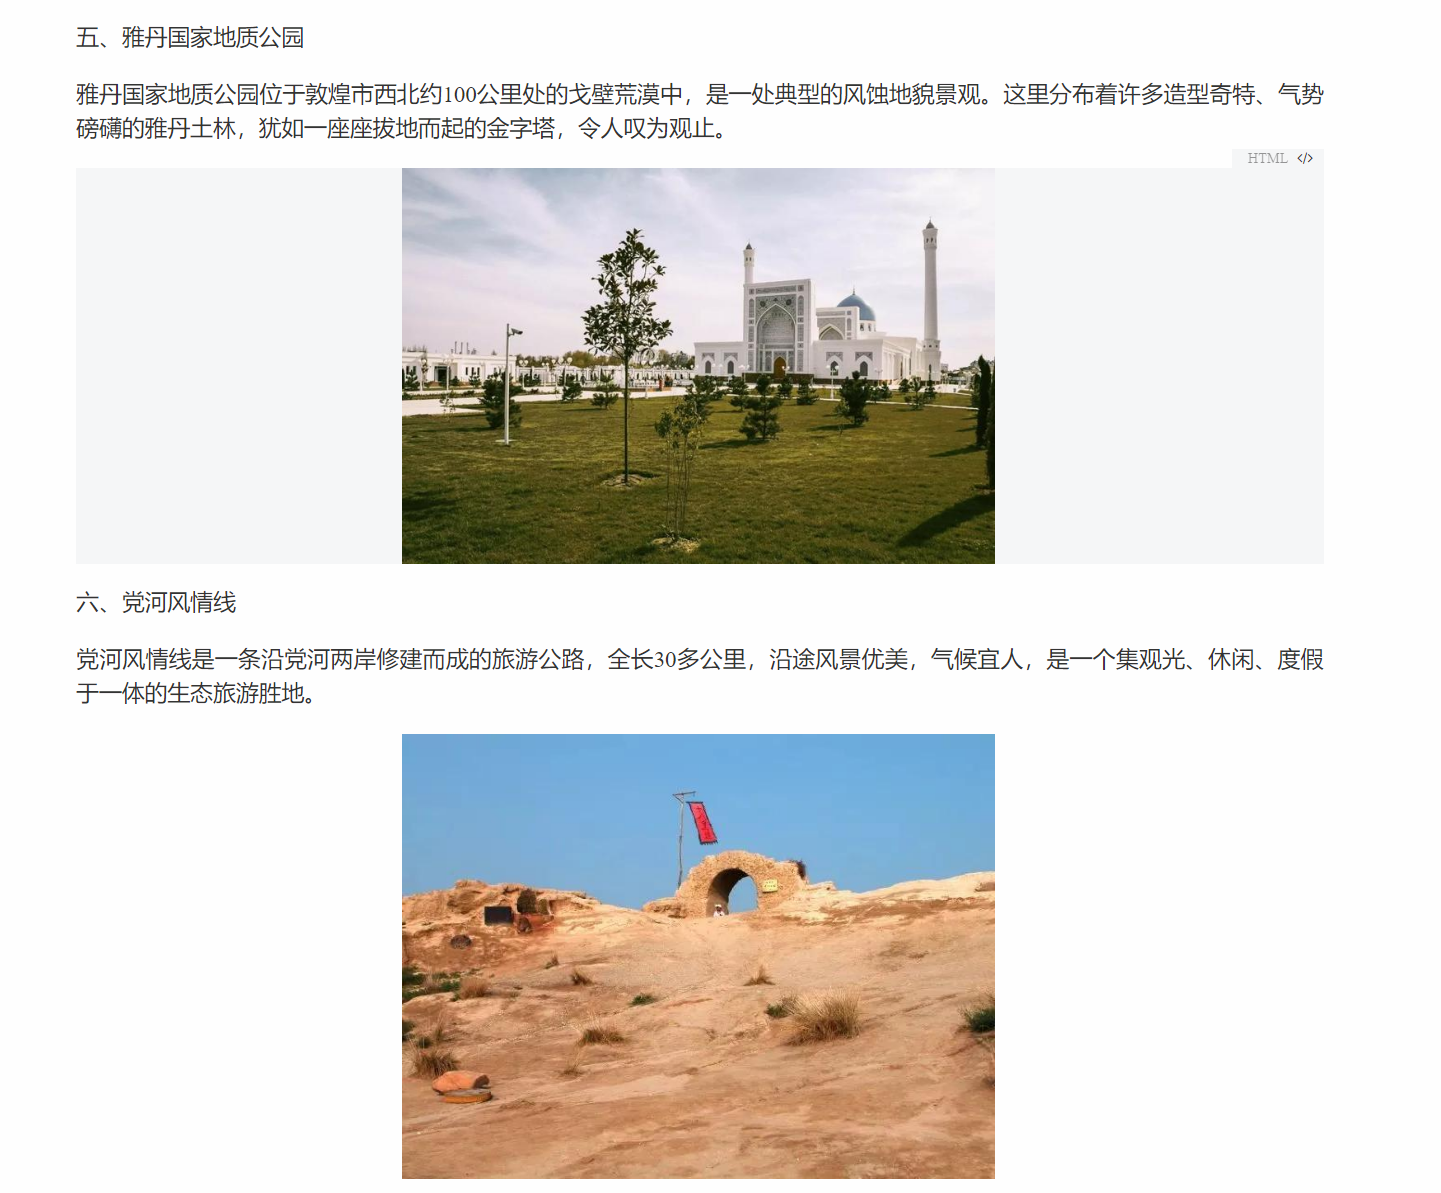 五、雅丹国家地质公园
雅丹国家地质公园位于敦煌市西北约100公里处的戈壁荒漠中，是一处典型的风蚀地貌景观。这里分布着许多造型奇特、气势
磅礴的雅丹土林，犹如一座座拔地而起的金字塔，令人叹为观止。
HTML </>
六、党河风情线
党河风情线是一条沿党河两岸修建而成的旅游公路，全长30多公里，沿途风景优美，气候宜人，是一个集观光、休闲、度假
于一体的生态旅游胜地。